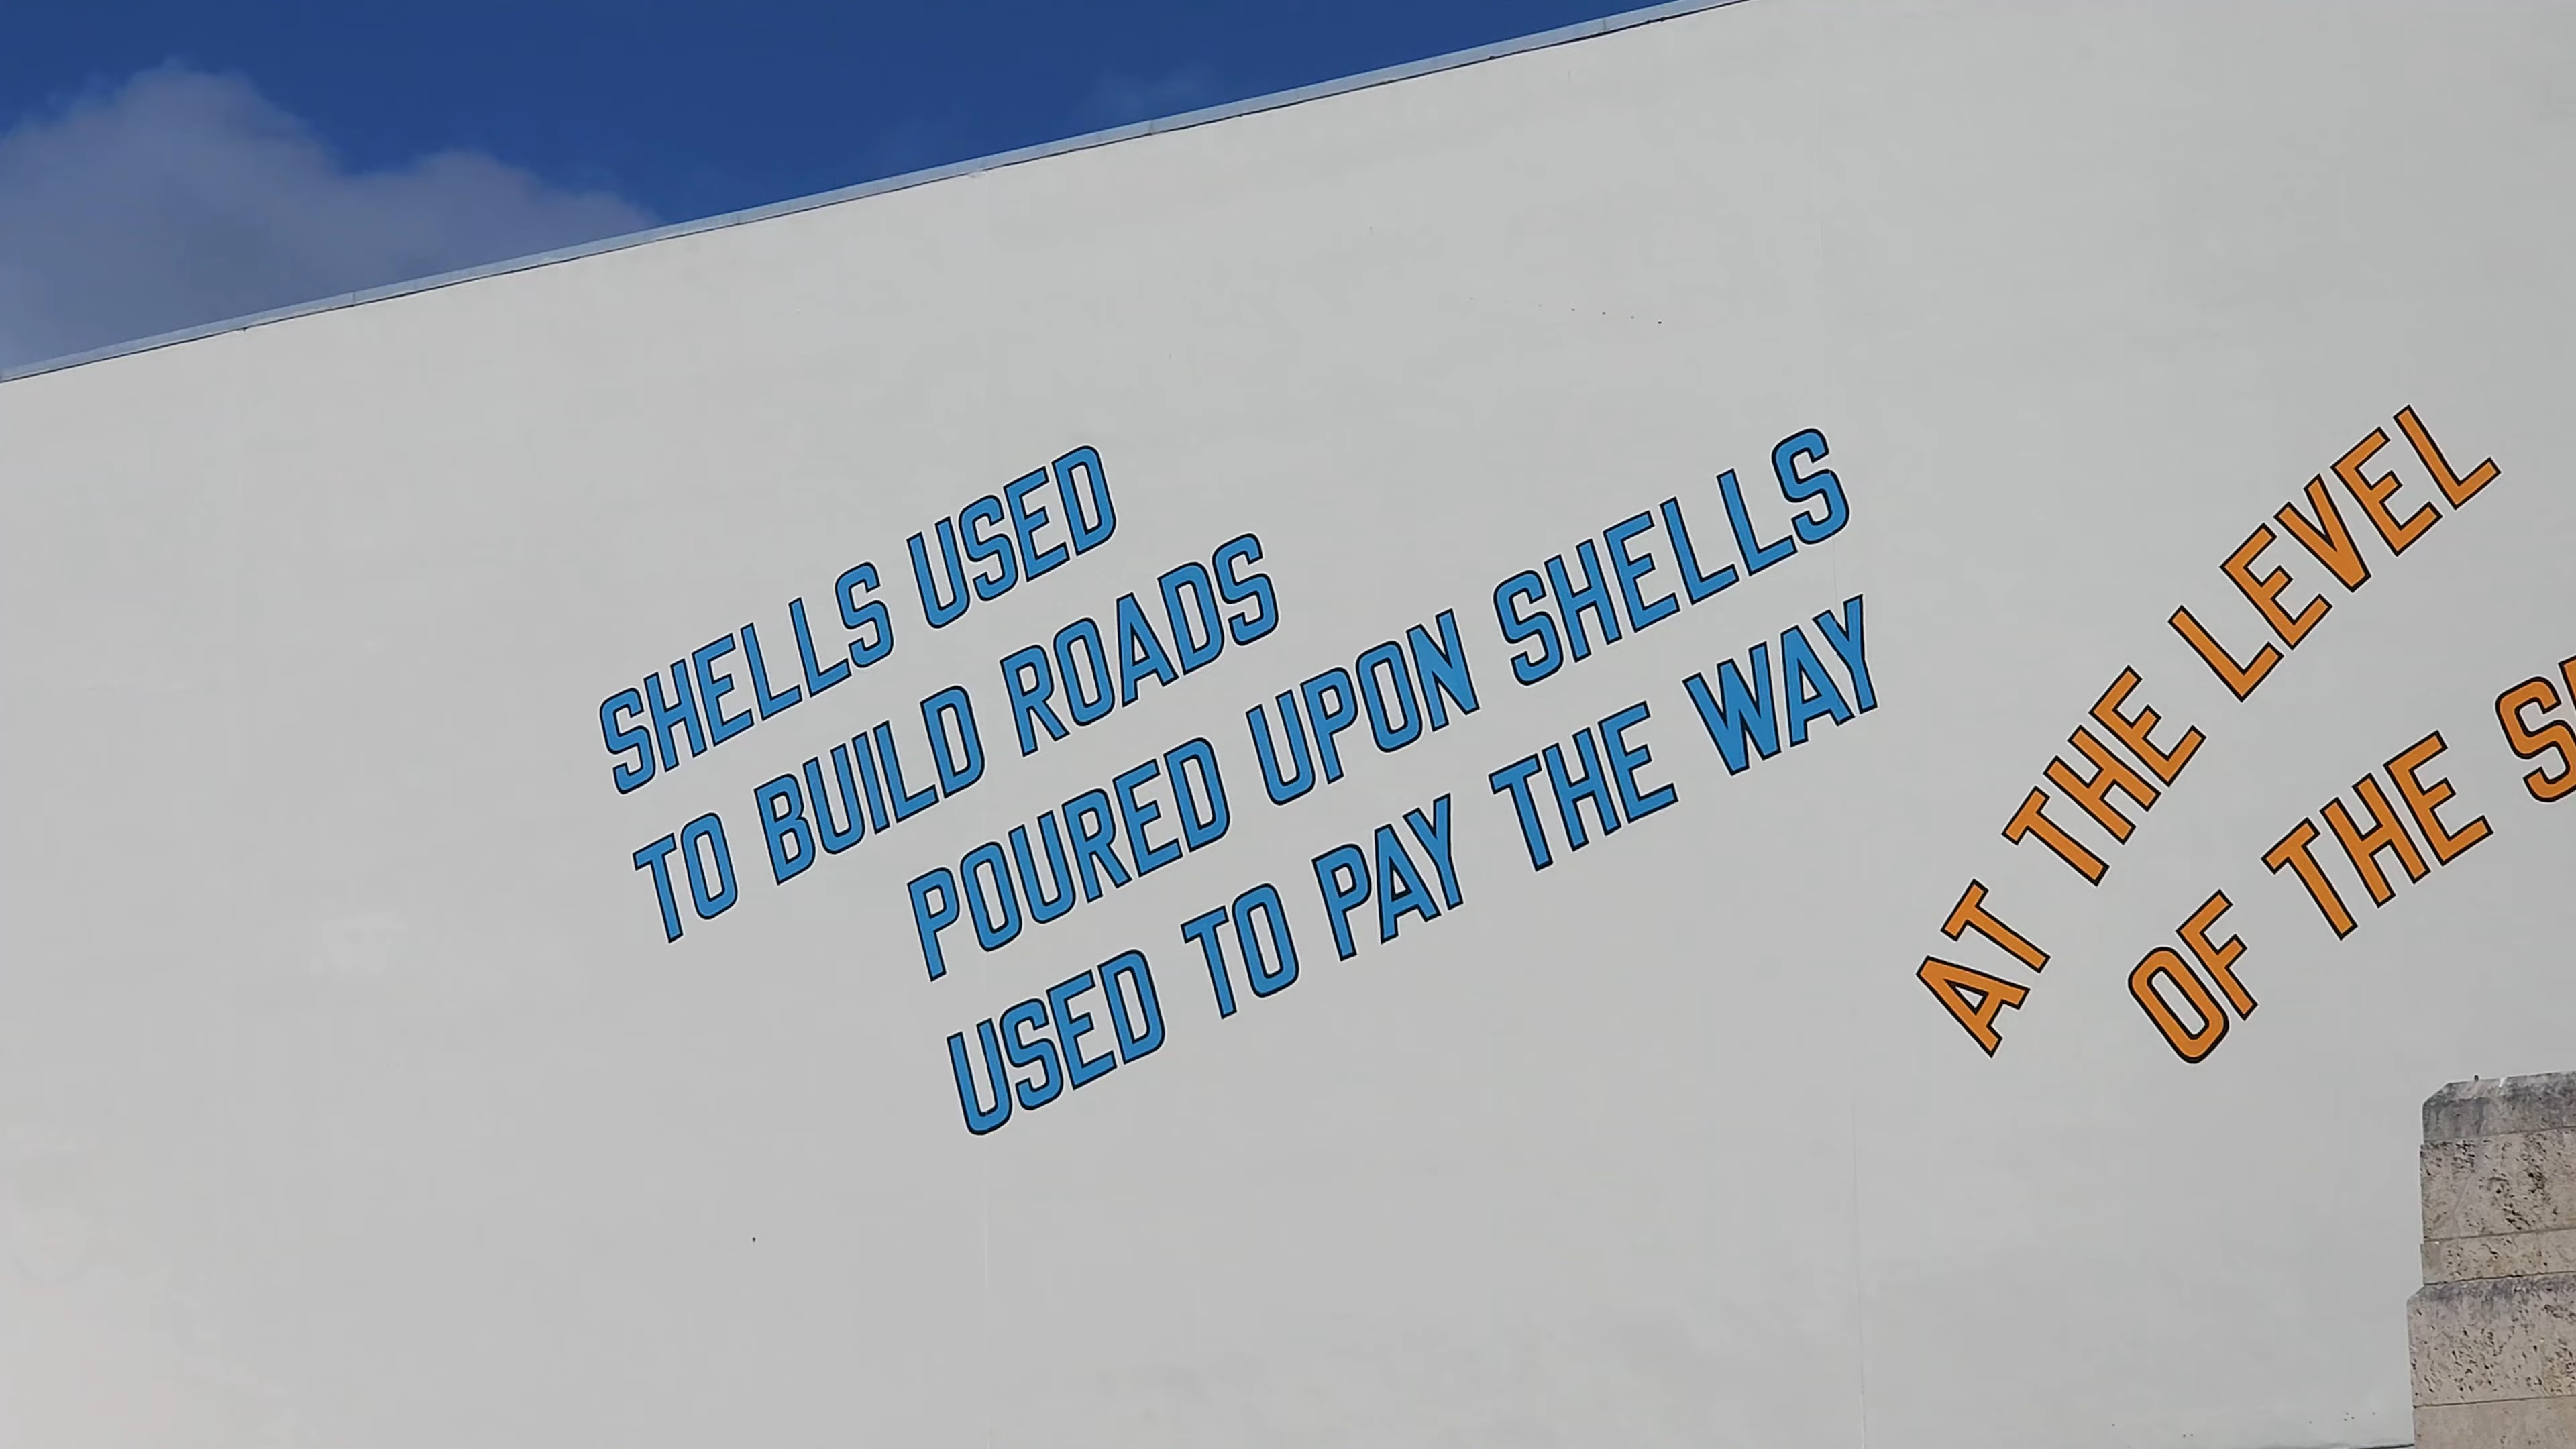 SHELLS USED
TO BUILD ROADS
POURED UPON SHELLS
USED TO PAY THE WAY
AT THE LEVEL
OF THE